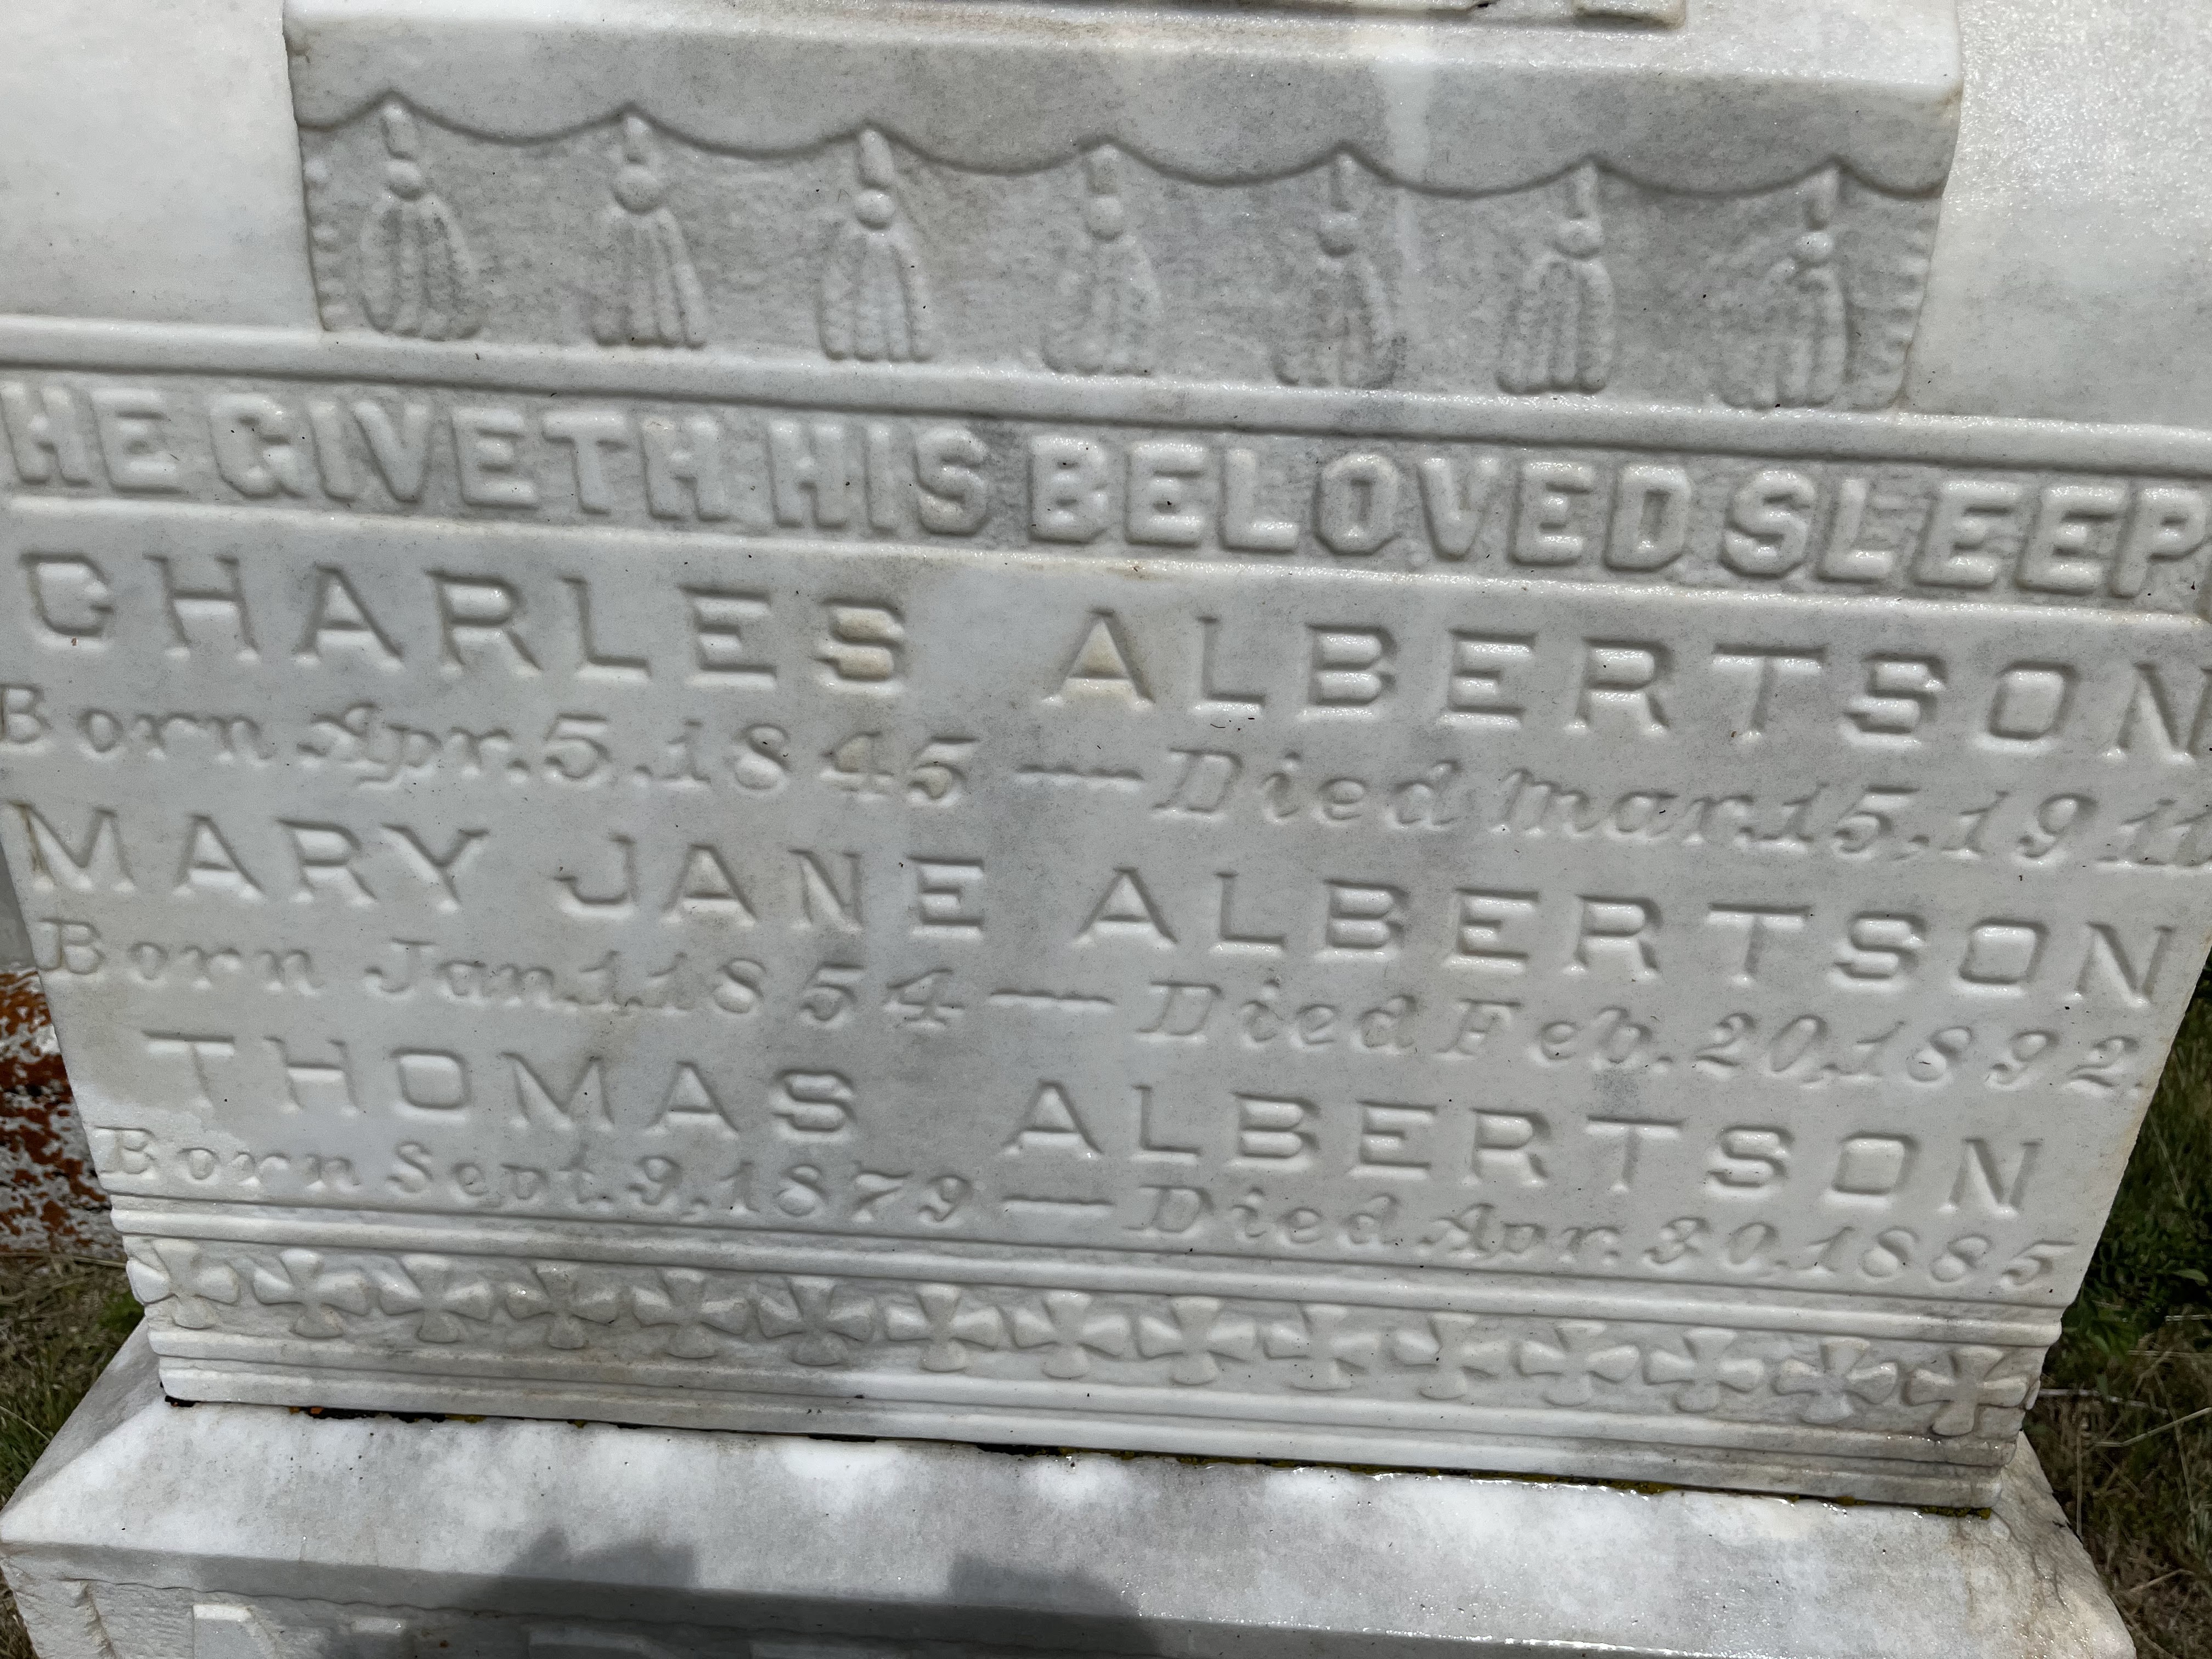 HE GIVETH HIS BELOVED SLEEP
CHARLES ALBERTSON
Born Apr. 5, 1845 — Died Mar. 15, 1911
MARY JANE ALBERTSON
Born Jan. 1, 1854 — Died Feb. 20, 1892.
THOMAS ALBERTSON
Born Sept. 9, 1879 — Died Apr. 30, 1885